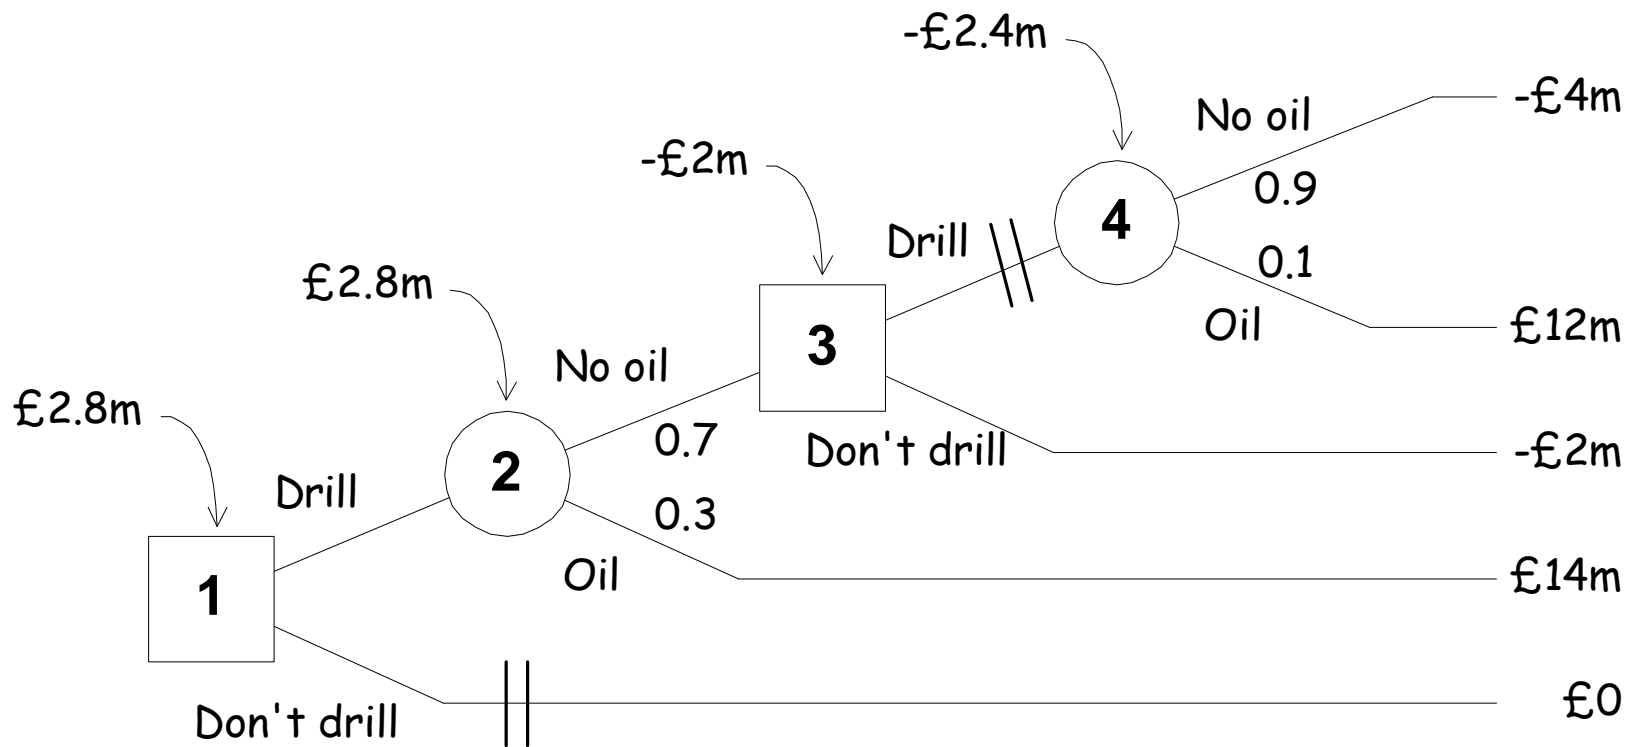 -£2.4m
-£4m
No oil
-£2m
0.9
4
Drill
0.1
£2.8m
Oil
£12m
3
No oil
£2.8m
0.7
Don't drill
-£2m
2
Drill
0.3
Oil
£14m
1
£0
Don't drill